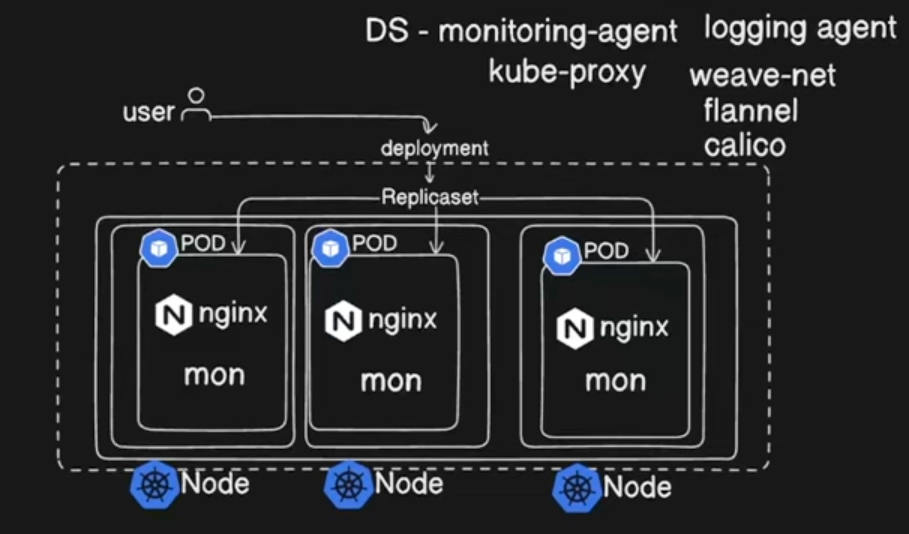 DS - monitoring-agent logging agent
kube-proxy weave-net
flannel
calico
user
deployment
Replicaset
POD POD POD
N nginx N nginx N nginx
mon mon mon
Node Node Node